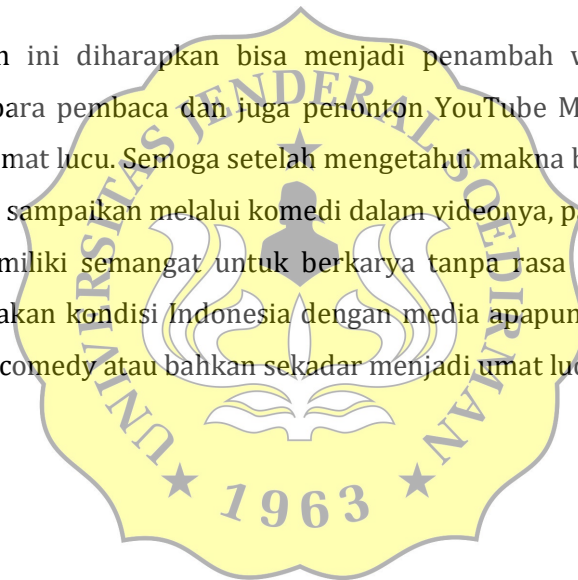 ini diharapkan bisa menjadi penambah
para pembaca dan juga penonton YouTube
mat lucu. Semoga setelah mengetahui makna
sampaikan melalui komedi dalam videonya,
miliki semangat untuk berkarya tanpa rasa
akan kondisi Indonesia dengan media apapun
comedy atau bahkan sekadar menjadi umat
UNIVERSITAS JENDERAL SOEDIRMAN
1963